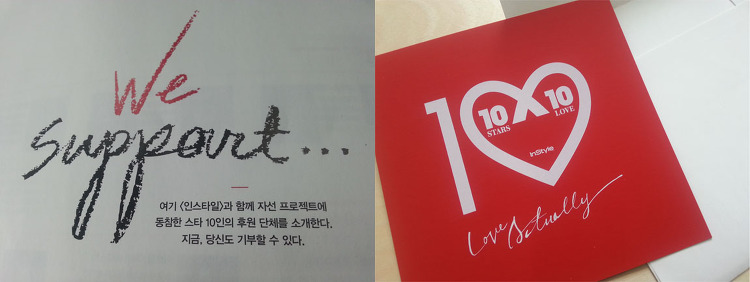 We
support...
여기 <인스타일>과 함께 자선 프로젝트에
동참한 스타 10인의 후원 단체를 소개한다.
지금, 당신도 기부할 수 있다.
10
10 X 10
STARS LOVE
InStyle
Love Actually